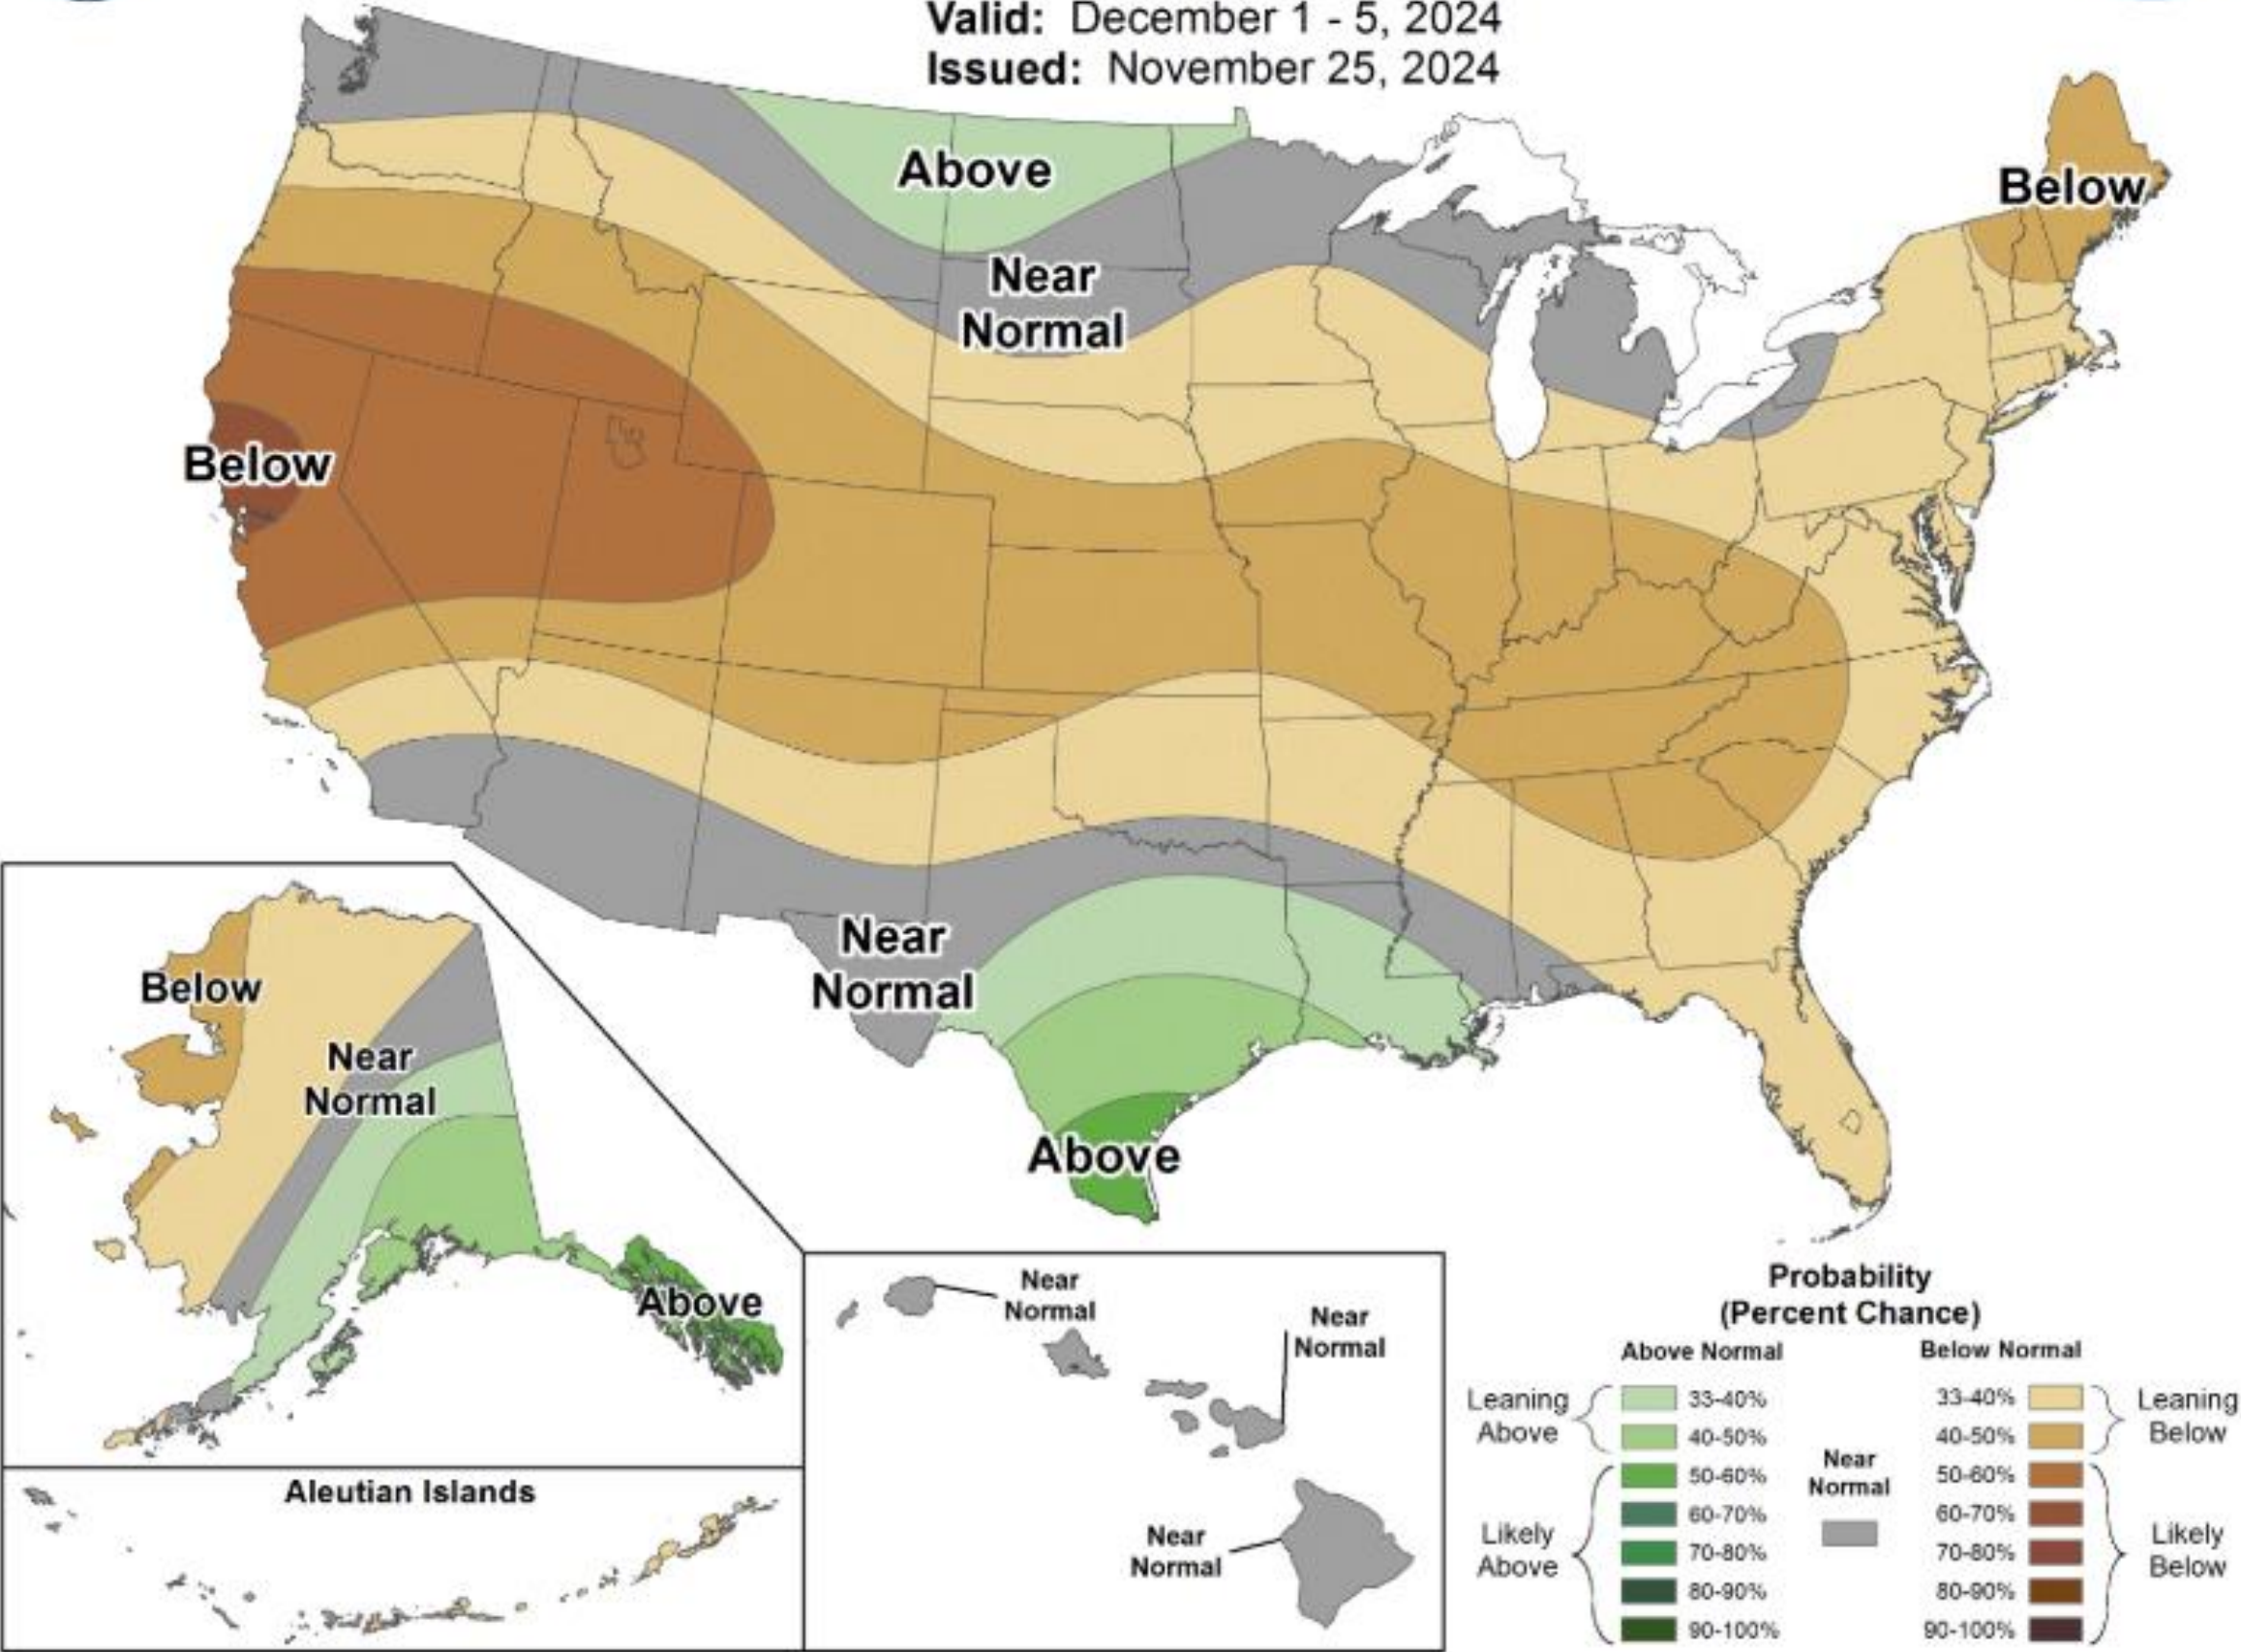 Valid: December 1 - 5, 2024
Issued: November 25, 2024
Above
Below
Near
Normal
Below
Near
Normal
Above
Below
Near
Normal
Above
Aleutian Islands
Near
Normal
Near
Normal
Near
Normal
Probability
(Percent Chance)
Above Normal
Below Normal
Leaning
Above
33-40%
40-50%
50-60%
60-70%
70-80%
80-90%
90-100%
Likely
Above
Near
Normal
33-40%
40-50%
50-60%
60-70%
70-80%
80-90%
90-100%
Leaning
Below
Likely
Below